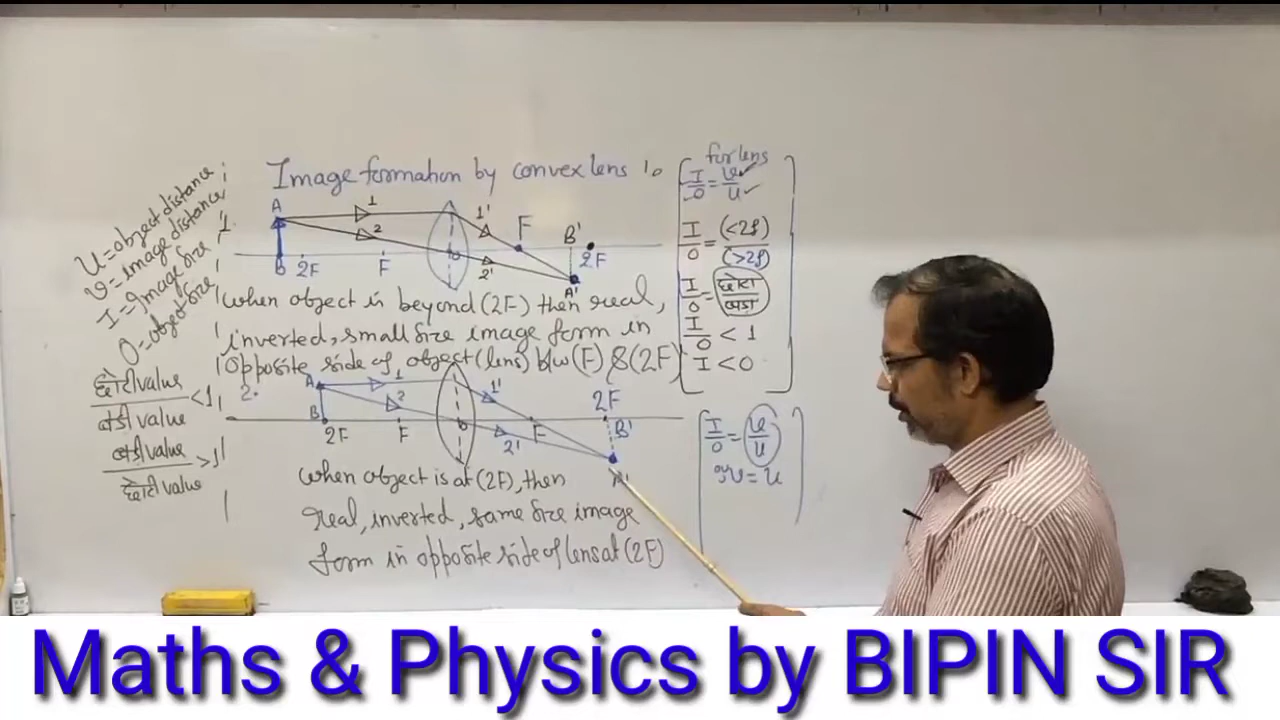 Image formation by convex lens :-
u = object distance
v = image distance
I = Image size
O = object size
छोटी value
बड़ी value
< 1
बड़ी value
छोटी value
> 1
1.
A
1
1'
F
B'
2
B
2F
F
O
2'
2F
A'
When object in beyond (2F) then real,
inverted, small size image form in
opposite side of object (lens) b/w (F) & (2F)
2.
A
1
1'
2F
2
B
2F
F
O
2'
F
B'
A'
When object is at (2F), then
real, inverted, same size image
form in opposite side of lens at (2F)
for lens
I/O = v/u
I/O = (<2f)/(>2f)
I/O = छोटा/बड़ा
I/O < 1
I < O
I/O = v/u
∵ v = u
Maths & Physics by BIPIN SIR